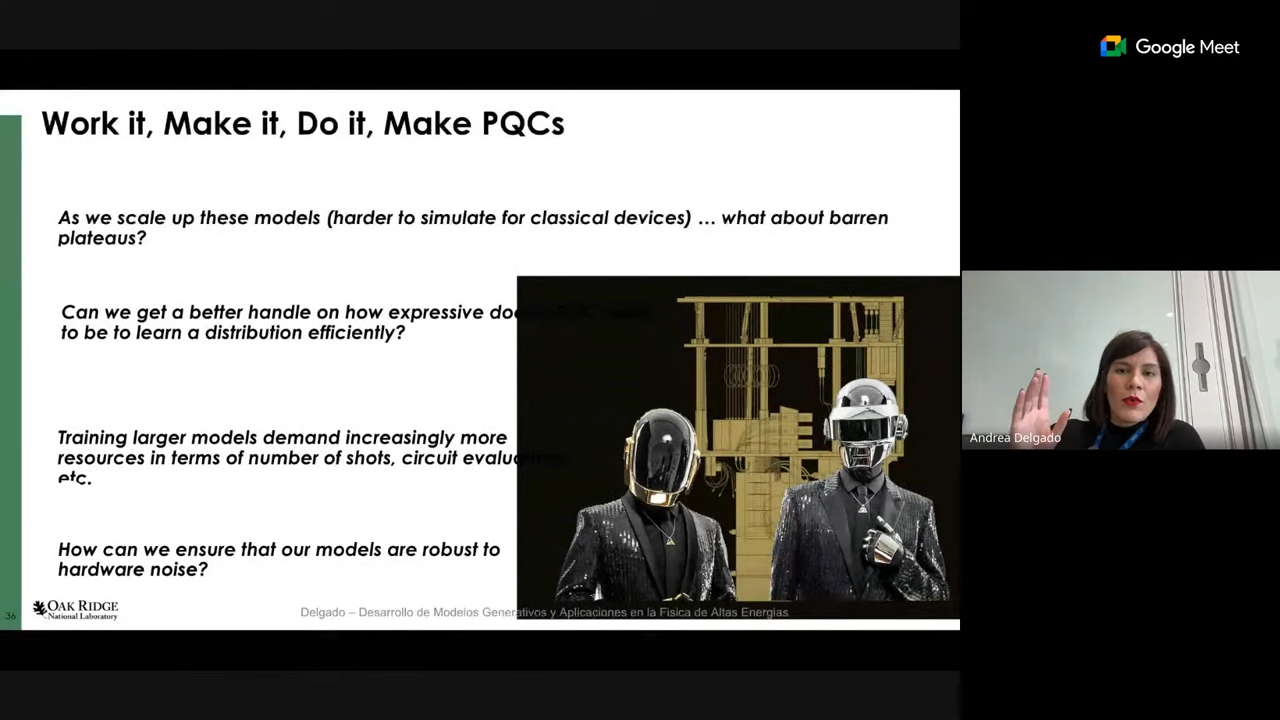 Google Meet
Work it, Make it, Do it, Make PQCs
As we scale up these models (harder to simulate for classical devices) … what about barren
plateaus?
Can we get a better handle on how expressive does
to be to learn a distribution efficiently?
Training larger models demand increasingly more
resources in terms of number of shots, circuit evaluations
etc.
How can we ensure that our models are robust to
hardware noise?
Andrea Delgado
36
OAK RIDGE
National Laboratory
Delgado – Desarrollo de Modelos Generativos y Aplicaciones en la Fisica de Altas Energias